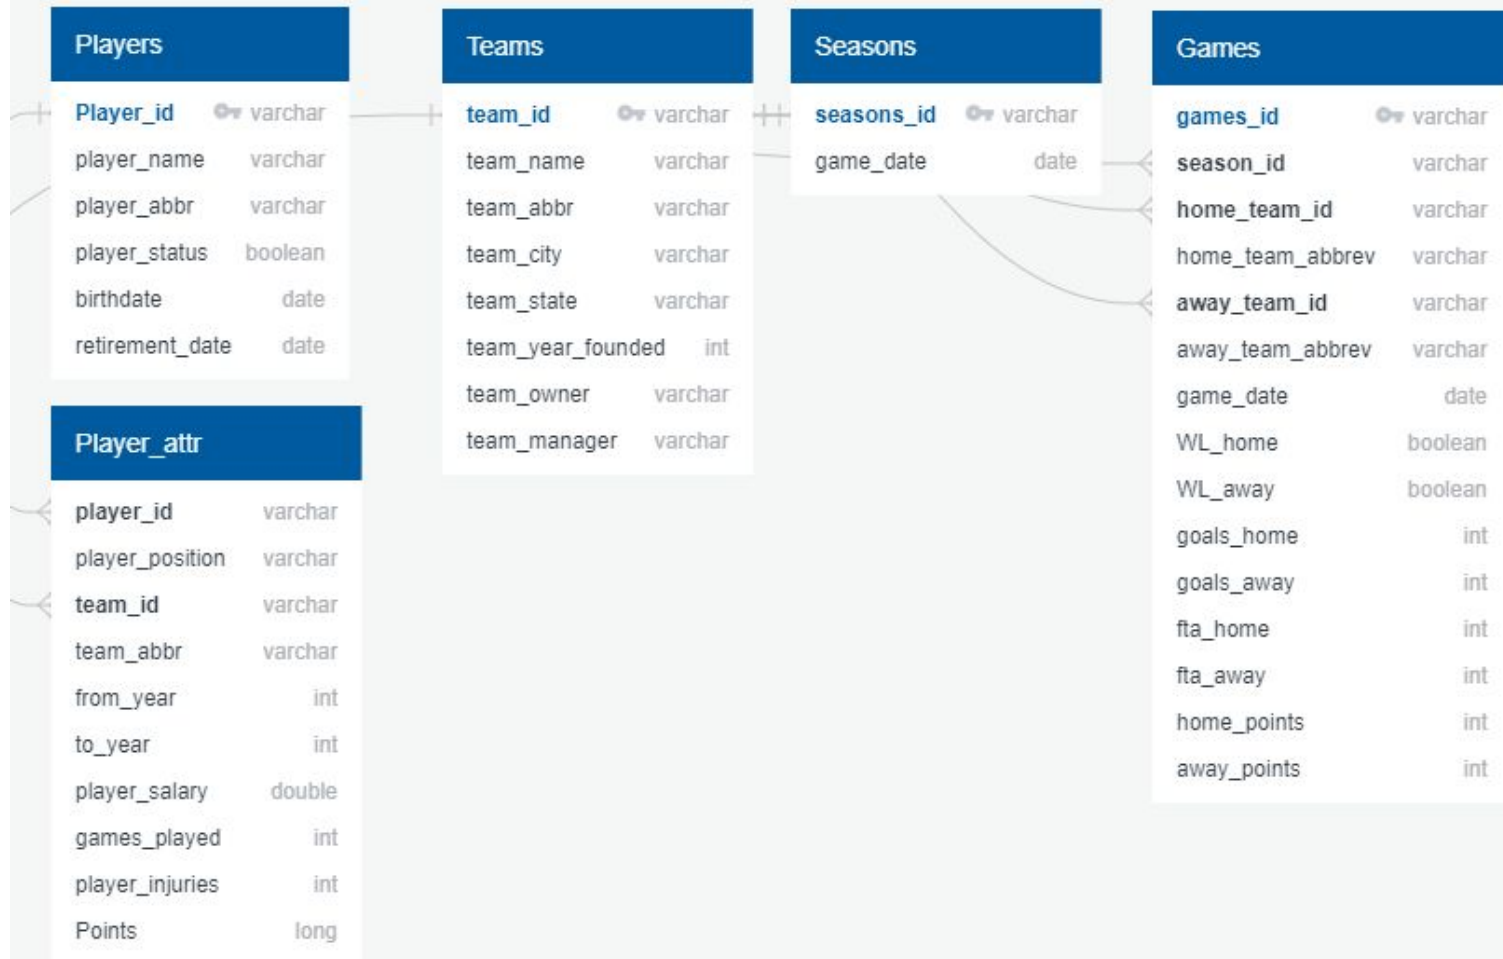 Players
Player_id varchar
player_name varchar
player_abbr varchar
player_status boolean
birthdate date
retirement_date date
Player_attr
player_id varchar
player_position varchar
team_id varchar
team_abbr varchar
from_year int
to_year int
player_salary double
games_played int
player_injuries int
Points long
Teams
team_id varchar
team_name varchar
team_abbr varchar
team_city varchar
team_state varchar
team_year_founded int
team_owner varchar
team_manager varchar
Seasons
seasons_id varchar
game_date date
Games
games_id varchar
season_id varchar
home_team_id varchar
home_team_abbrev varchar
away_team_id varchar
away_team_abbrev varchar
game_date date
WL_home boolean
WL_away boolean
goals_home int
goals_away int
fta_home int
fta_away int
home_points int
away_points int